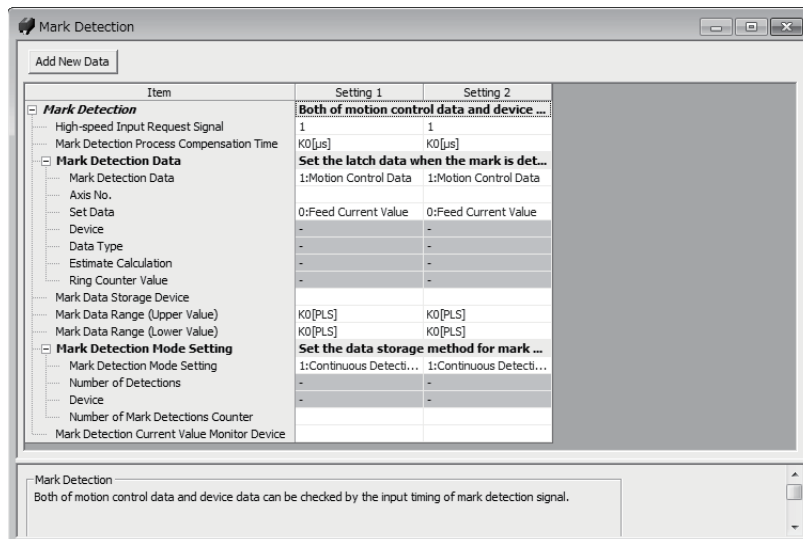 Mark Detection
Add New Data
Item Setting 1 Setting 2
Mark Detection Both of motion control data and device ...
High-speed Input Request Signal 1 1
Mark Detection Process Compensation Time K0[µs] K0[µs]
Mark Detection Data Set the latch data when the mark is det...
Mark Detection Data 1:Motion Control Data 1:Motion Control Data
Axis No.
Set Data 0:Feed Current Value 0:Feed Current Value
Device - -
Data Type - -
Estimate Calculation - -
Ring Counter Value - -
Mark Data Storage Device
Mark Data Range (Upper Value) K0[PLS] K0[PLS]
Mark Data Range (Lower Value) K0[PLS] K0[PLS]
Mark Detection Mode Setting Set the data storage method for mark ...
Mark Detection Mode Setting 1:Continuous Detecti... 1:Continuous Detecti...
Number of Detections - -
Device - -
Number of Mark Detections Counter
Mark Detection Current Value Monitor Device
Mark Detection
Both of motion control data and device data can be checked by the input timing of mark detection signal.